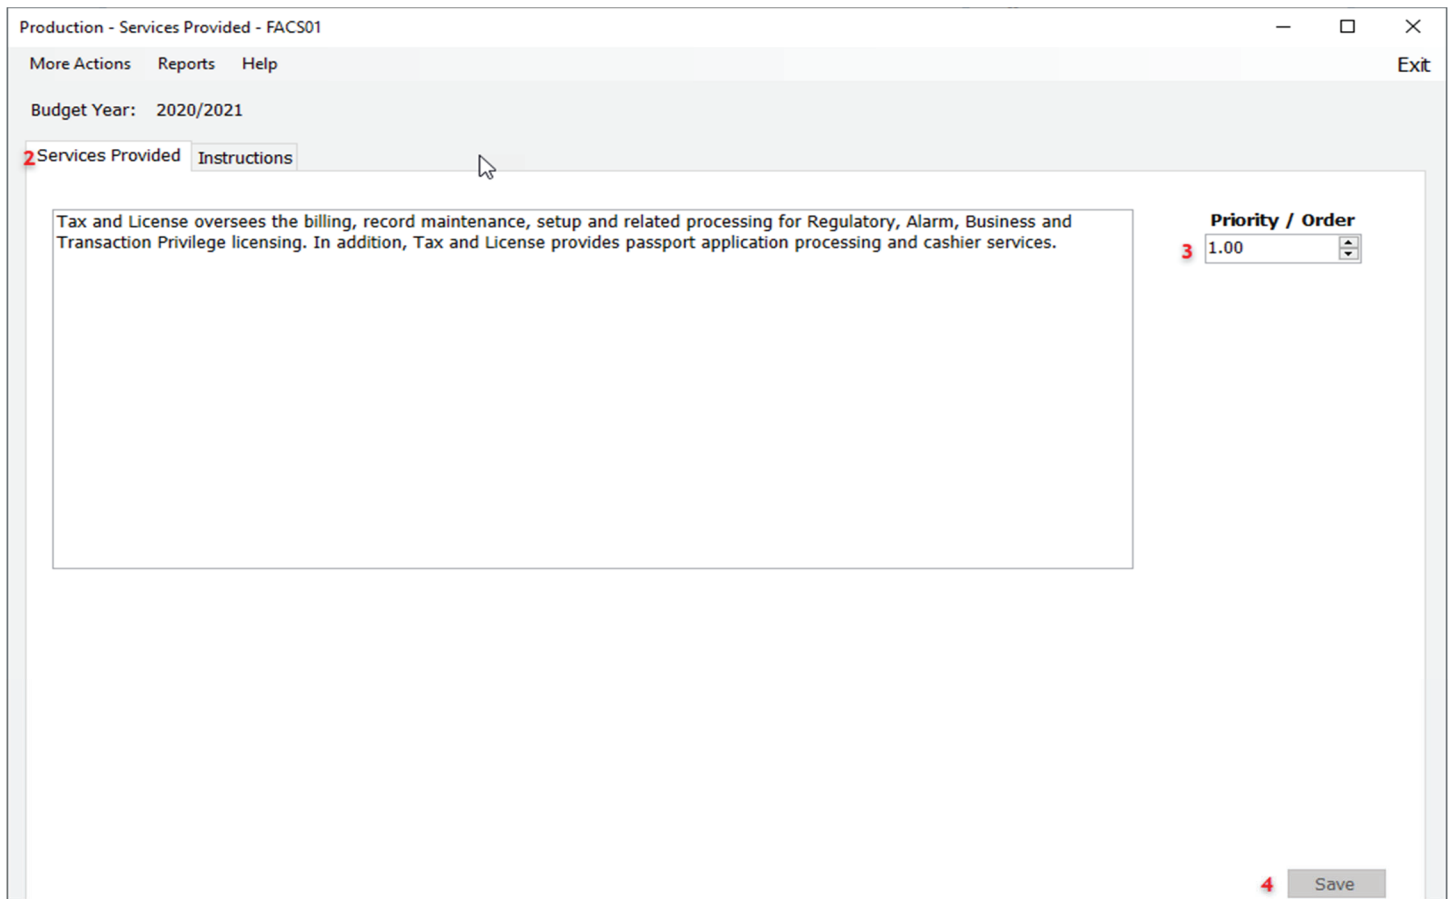 Production - Services Provided - FACS01
More Actions Reports Help Exit
Budget Year: 2020/2021
2 Services Provided Instructions
Tax and License oversees the billing, record maintenance, setup and related processing for Regulatory, Alarm, Business and
Transaction Privilege licensing. In addition, Tax and License provides passport application processing and cashier services.
Priority / Order
3 1.00
4 Save